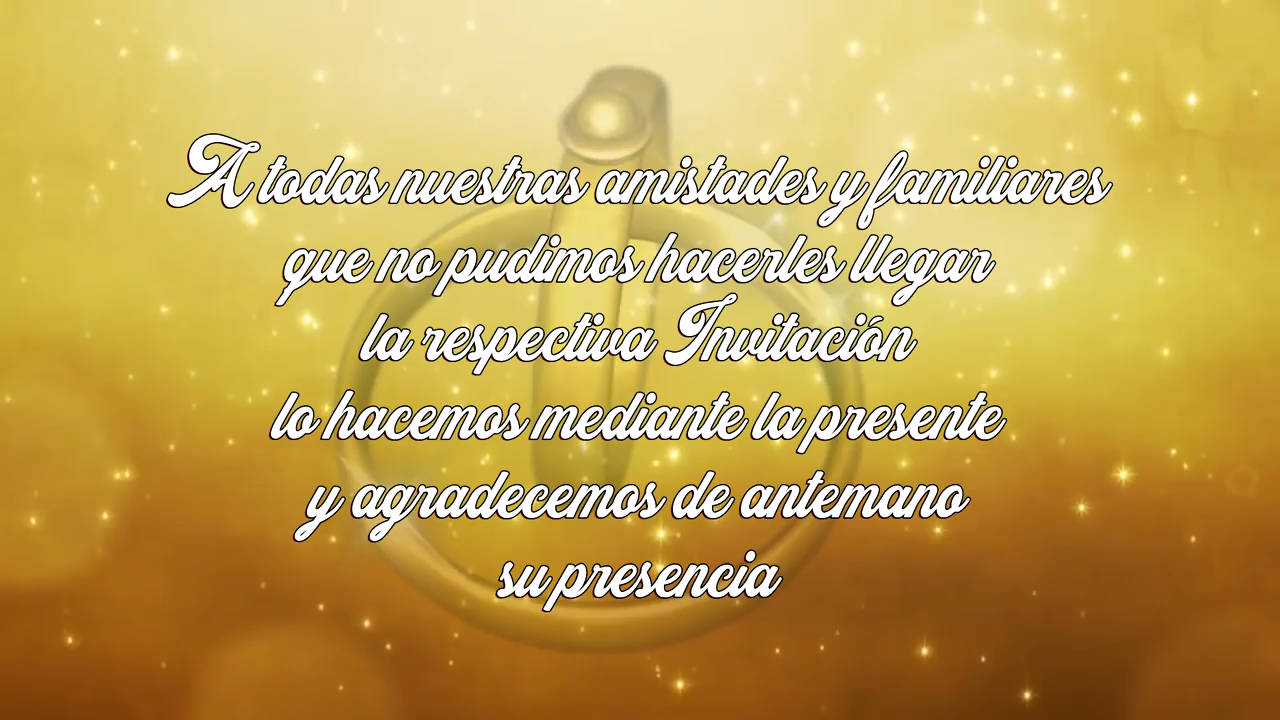 A todas nuestras amistades y familiares
que no pudimos hacerles llegar
la respectiva Invitación
lo hacemos mediante la presente
y agradecemos de antemano
su presencia